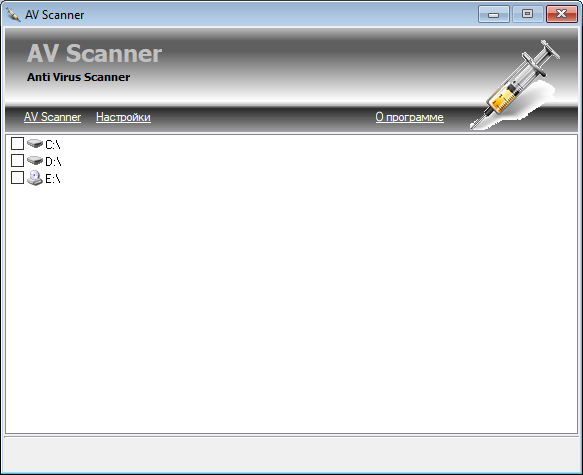 AV Scanner
AV Scanner
Anti Virus Scanner
AV Scanner Настройки О программе
C:\
D:\
E:\